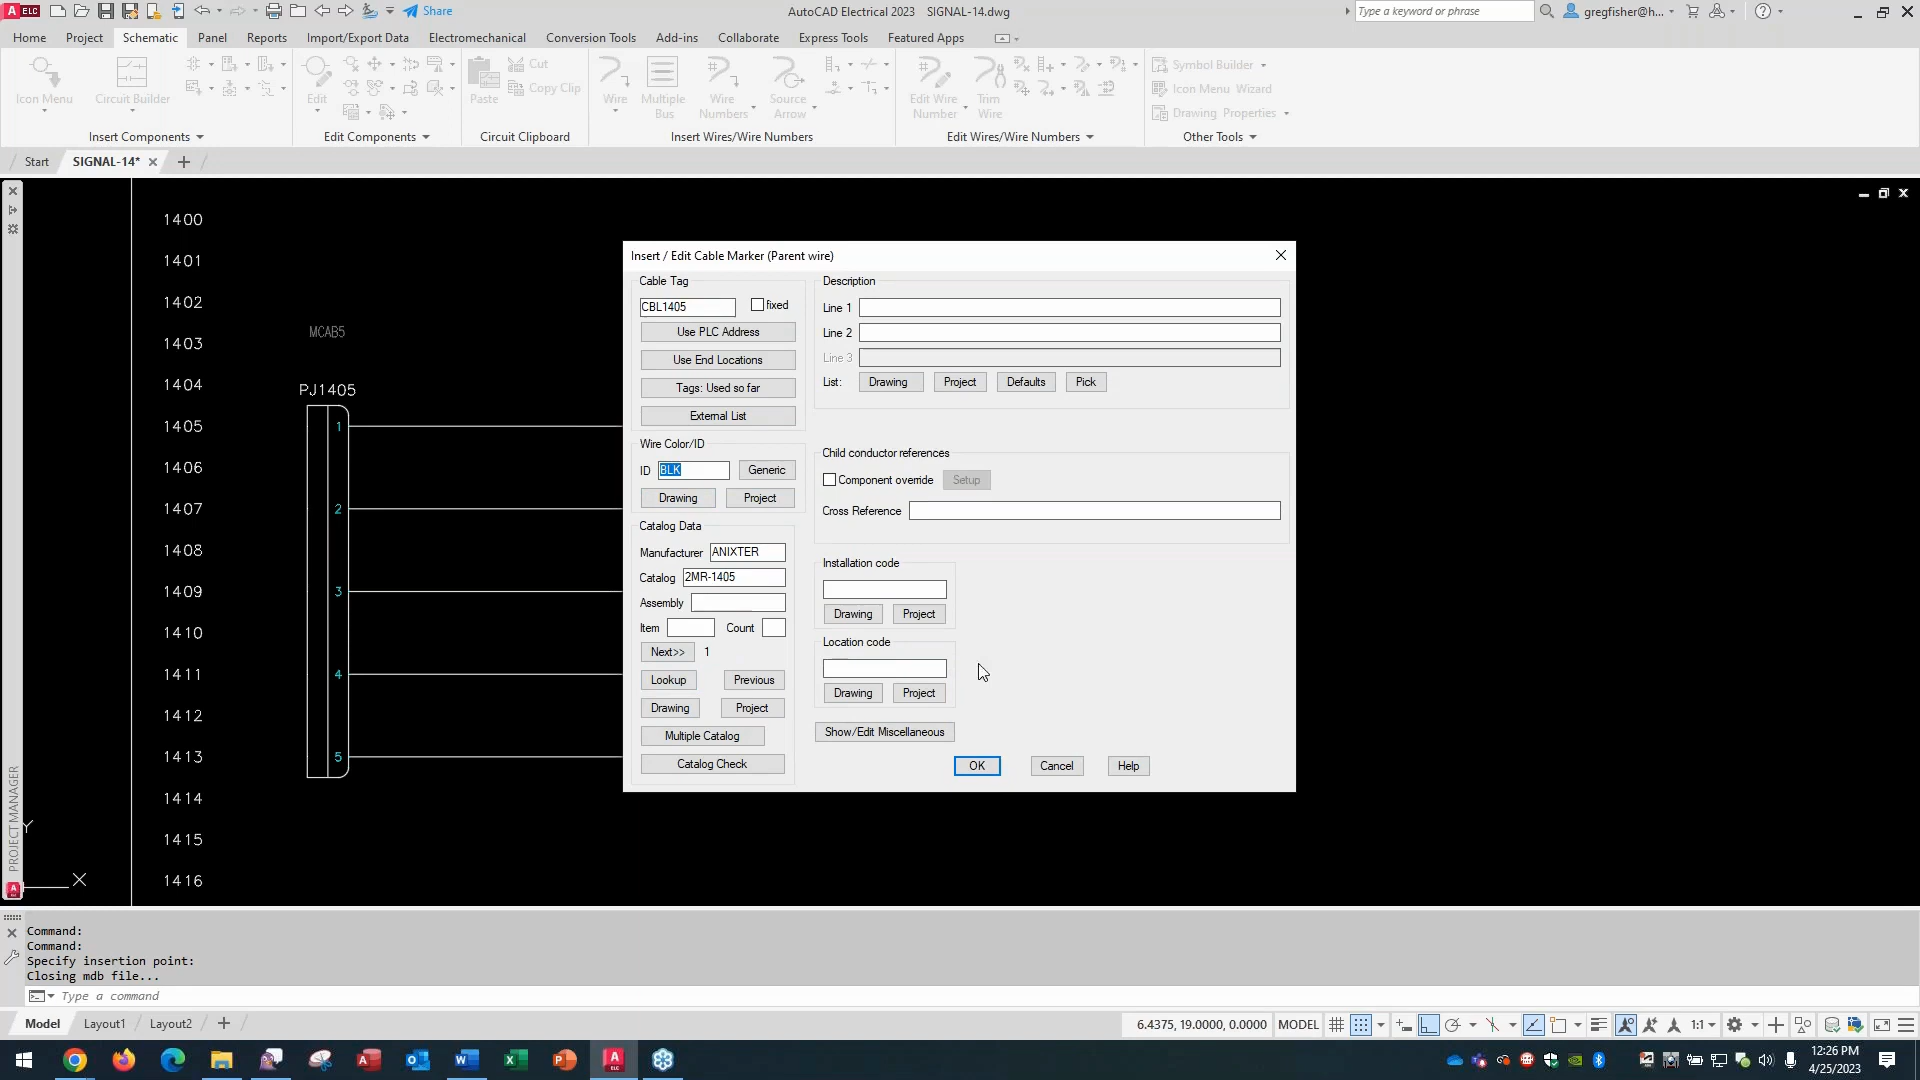 A ELC
Share
AutoCAD Electrical 2023 SIGNAL-14.dwg
Type a keyword or phrase
gregfisher@h...
Home Project Schematic Panel Reports Import/Export Data Electromechanical Conversion Tools Add-ins Collaborate Express Tools Featured Apps
Icon Menu
Circuit Builder
Edit
Paste
Cut
Copy Clip
Wire
Multiple Bus
Wire Numbers
Source Arrow
Edit Wire Number
Trim Wire
Symbol Builder
Icon Menu Wizard
Drawing Properties
Insert Components Edit Components Circuit Clipboard Insert Wires/Wire Numbers Edit Wires/Wire Numbers Other Tools
Start SIGNAL-14*
1400
1401
1402
1403
1404
1405
1406
1407
1408
1409
1410
1411
1412
1413
1414
1415
1416
MCAB5
PJ1405
1
2
3
4
5
PROJECT MANAGER
Y
X
Insert / Edit Cable Marker (Parent wire)
Cable Tag
CBL1405 fixed
Use PLC Address
Use End Locations
Tags: Used so far
External List
Wire Color/ID
ID BLK Generic
Drawing Project
Catalog Data
Manufacturer ANIXTER
Catalog 2MR-1405
Assembly
Item Count
Next>> 1
Lookup Previous
Drawing Project
Multiple Catalog
Catalog Check
Description
Line 1
Line 2
Line 3
List: Drawing Project Defaults Pick
Child conductor references
Component override Setup
Cross Reference
Installation code
Drawing Project
Location code
Drawing Project
Show/Edit Miscellaneous
OK Cancel Help
Command:
Command:
Specify insertion point:
Closing mdb file...
Type a command
Model Layout1 Layout2
6.4375, 19.0000, 0.0000 MODEL 1:1
12:26 PM
4/25/2023